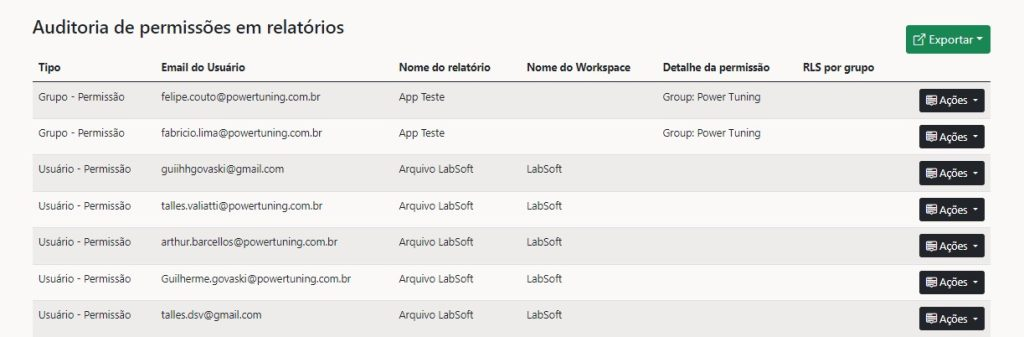 Auditoria de permissões em relatórios
Exportar
Tipo Email do Usuário Nome do relatório Nome do Workspace Detalhe da permissão RLS por grupo
Grupo - Permissão felipe.couto@powertuning.com.br App Teste Group: Power Tuning Ações
Grupo - Permissão fabricio.lima@powertuning.com.br App Teste Group: Power Tuning Ações
Usuário - Permissão guiihhgovaski@gmail.com Arquivo LabSoft LabSoft Ações
Usuário - Permissão talles.valiatti@powertuning.com.br Arquivo LabSoft LabSoft Ações
Usuário - Permissão arthur.barcellos@powertuning.com.br Arquivo LabSoft LabSoft Ações
Usuário - Permissão Guilherme.govaski@powertuning.com.br Arquivo LabSoft LabSoft Ações
Usuário - Permissão talles.dsv@gmail.com Arquivo LabSoft LabSoft Ações